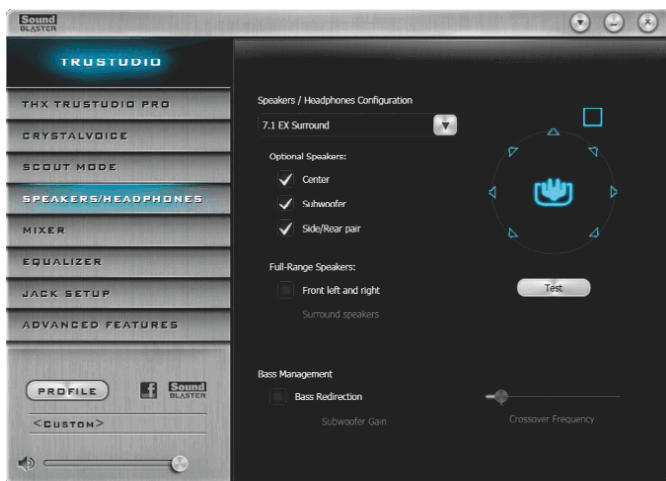 Sound
BLASTER
TRUSTUDIO
THX TRUSTUDIO PRO
CRYSTALVOICE
SCOUT MODE
SPEAKERS/HEADPHONES
MIXER
EQUALIZER
JACK SETUP
ADVANCED FEATURES
PROFILE
f
Sound
BLASTER
<CUSTOM>
Speakers / Headphones Configuration
7.1 EX Surround
Optional Speakers:
Center
Subwoofer
Side/Rear pair
Full-Range Speakers:
Front left and right
Surround speakers
Test
Bass Management
Bass Redirection
Subwoofer Gain
Crossover Frequency